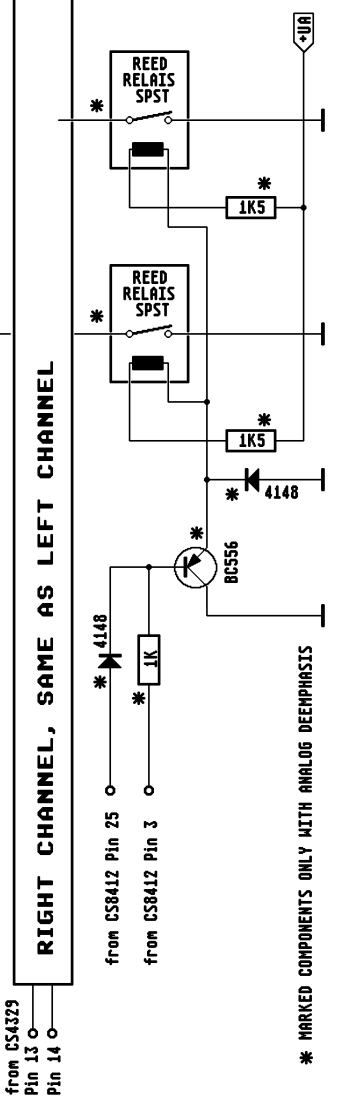 +UA
REED
RELAIS
SPST
*
*
1K5
REED
RELAIS
SPST
*
*
1K5
*
4148
*
BC556
4148
*
1K
*
from CS8412 Pin 25
from CS8412 Pin 3
RIGHT CHANNEL, SAME AS LEFT CHANNEL
from CS4329
Pin 13
Pin 14
* MARKED COMPONENTS ONLY WITH ANALOG DEEMPHASIS